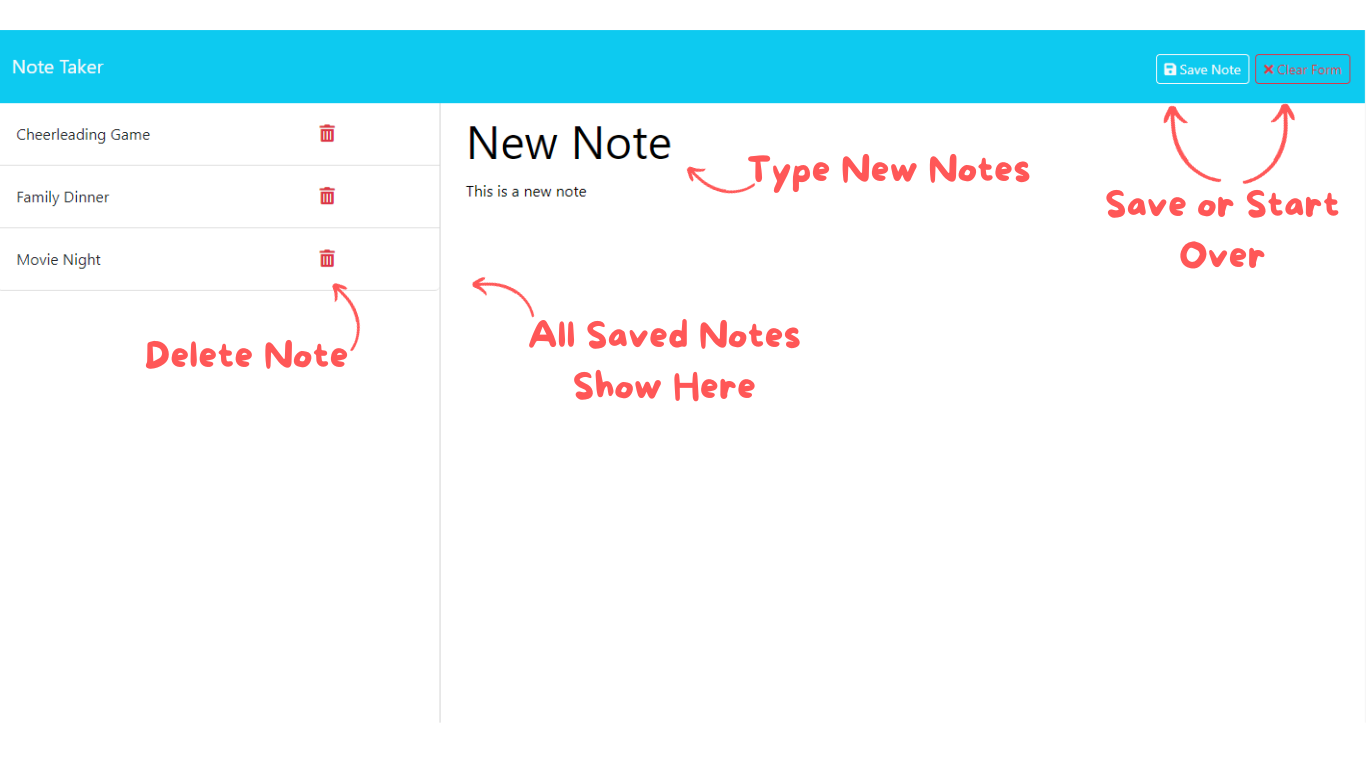 Note Taker
Save Note
Clear Form
Cheerleading Game
Family Dinner
Movie Night
New Note
This is a new note
Type New Notes
Save or Start
Over
All Saved Notes
Show Here
Delete Note